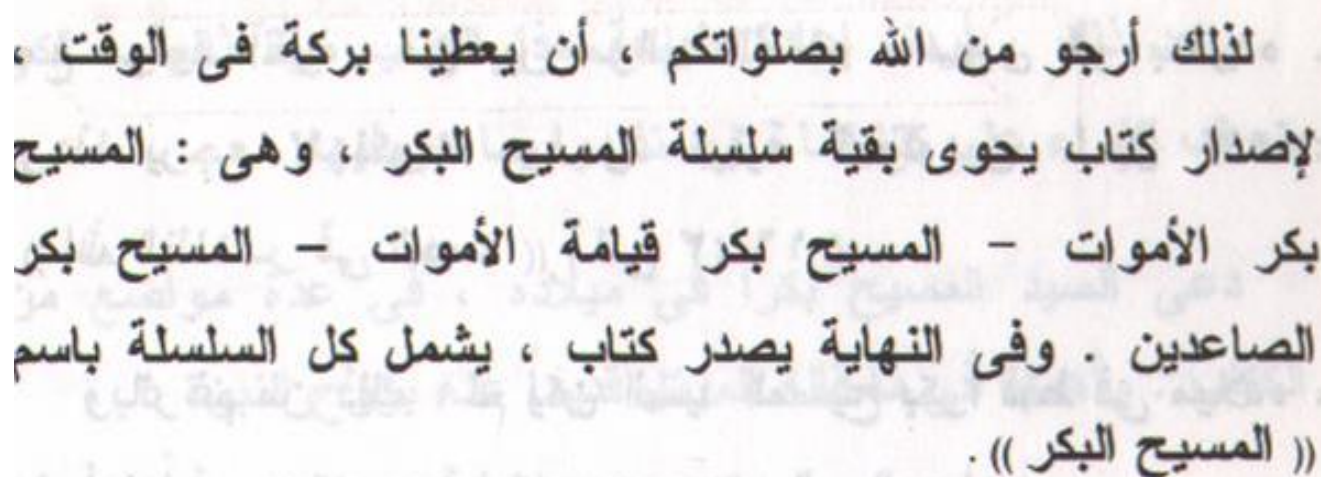 لذلك أرجو من الله بصلواتكم ، أن يعطينا بركة فى الوقت ،
لإصدار كتاب يحوى بقية سلسلة المسيح البكر ، وهى : المسيح
بكر الأموات – المسيح بكر قيامة الأموات – المسيح بكر
الصاعدين . وفى النهاية يصدر كتاب ، يشمل كل السلسلة باسم
(( المسيح البكر )) .